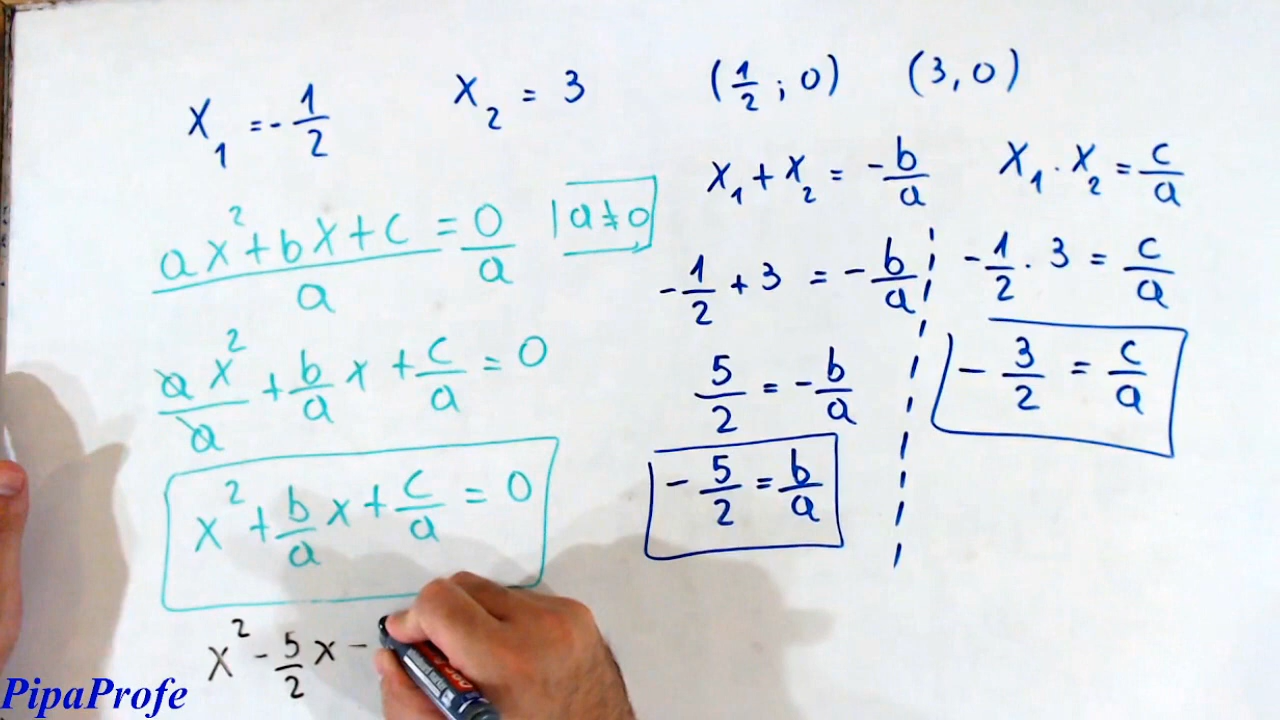 x₁ = -1/2    x₂ = 3    (1/2 ; 0)    (3, 0)
x₁ + x₂ = -b/a    x₁ · x₂ = c/a
(ax² + bx + c)/a = 0/a    | a ≠ 0
-1/2 + 3 = -b/a    -1/2 · 3 = c/a
ax²/a + b/a x + c/a = 0
5/2 = -b/a    -3/2 = c/a
x² + b/a x + c/a = 0
-5/2 = b/a
x² - 5/2 x -
PipaProfe